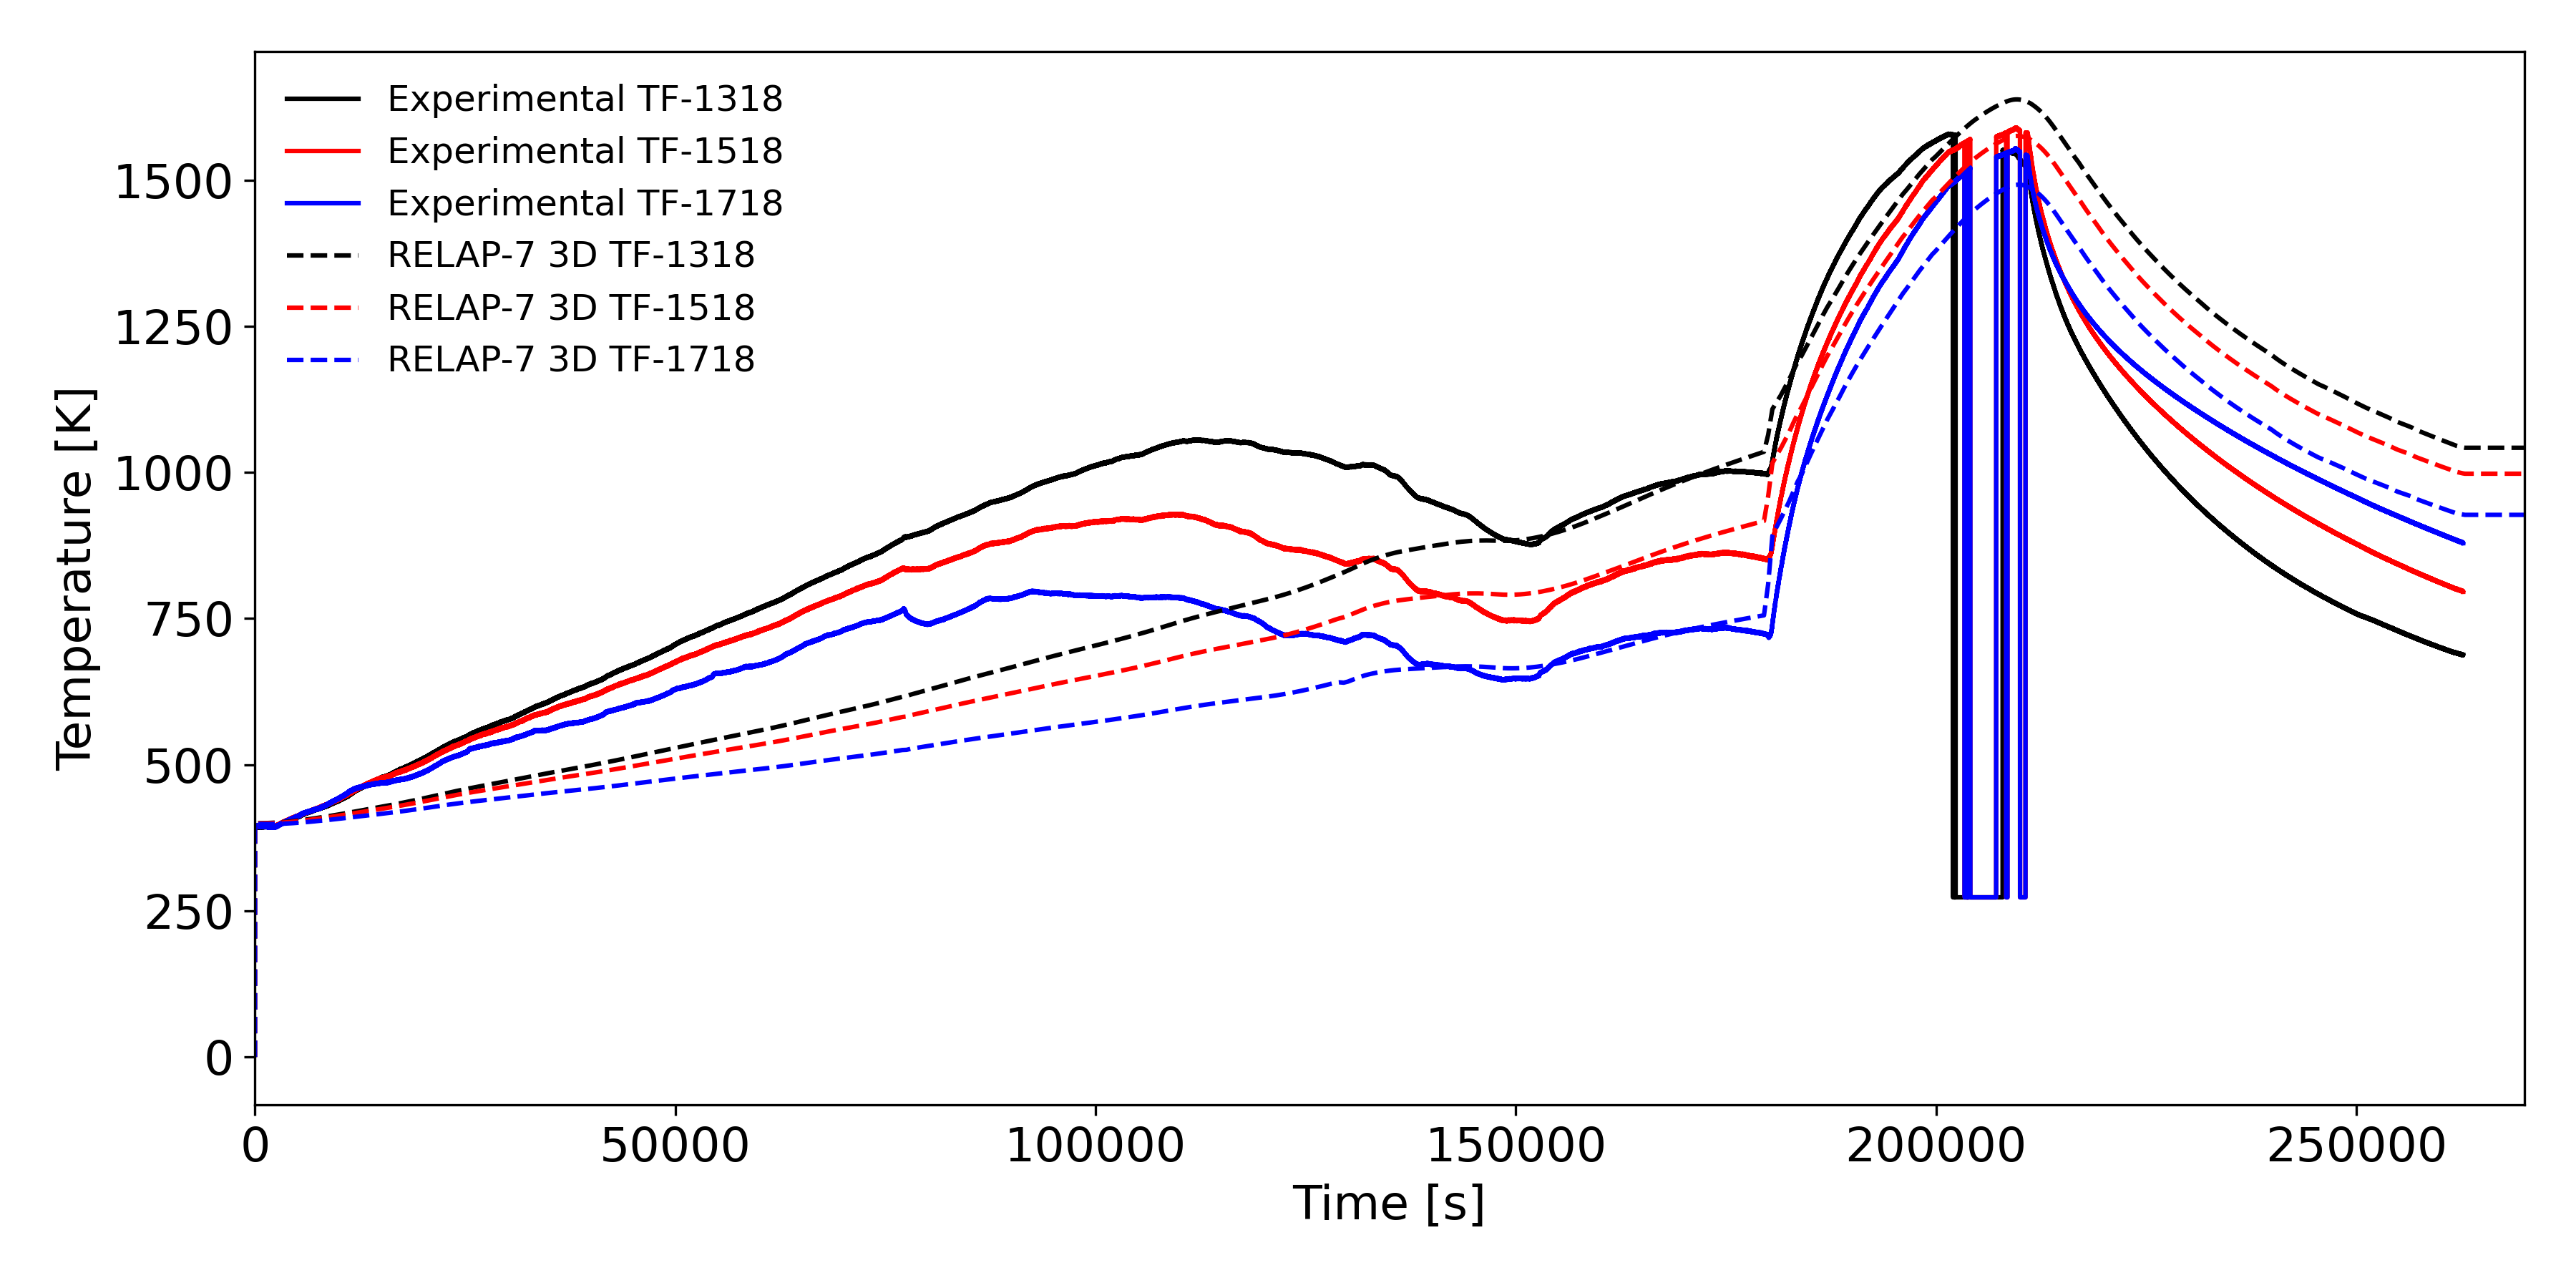 Experimental TF-1318
Experimental TF-1518
Experimental TF-1718
RELAP-7 3D TF-1318
RELAP-7 3D TF-1518
RELAP-7 3D TF-1718
Temperature [K]
1500
1250
1000
750
500
250
0
0 50000 100000 150000 200000 250000
Time [s]